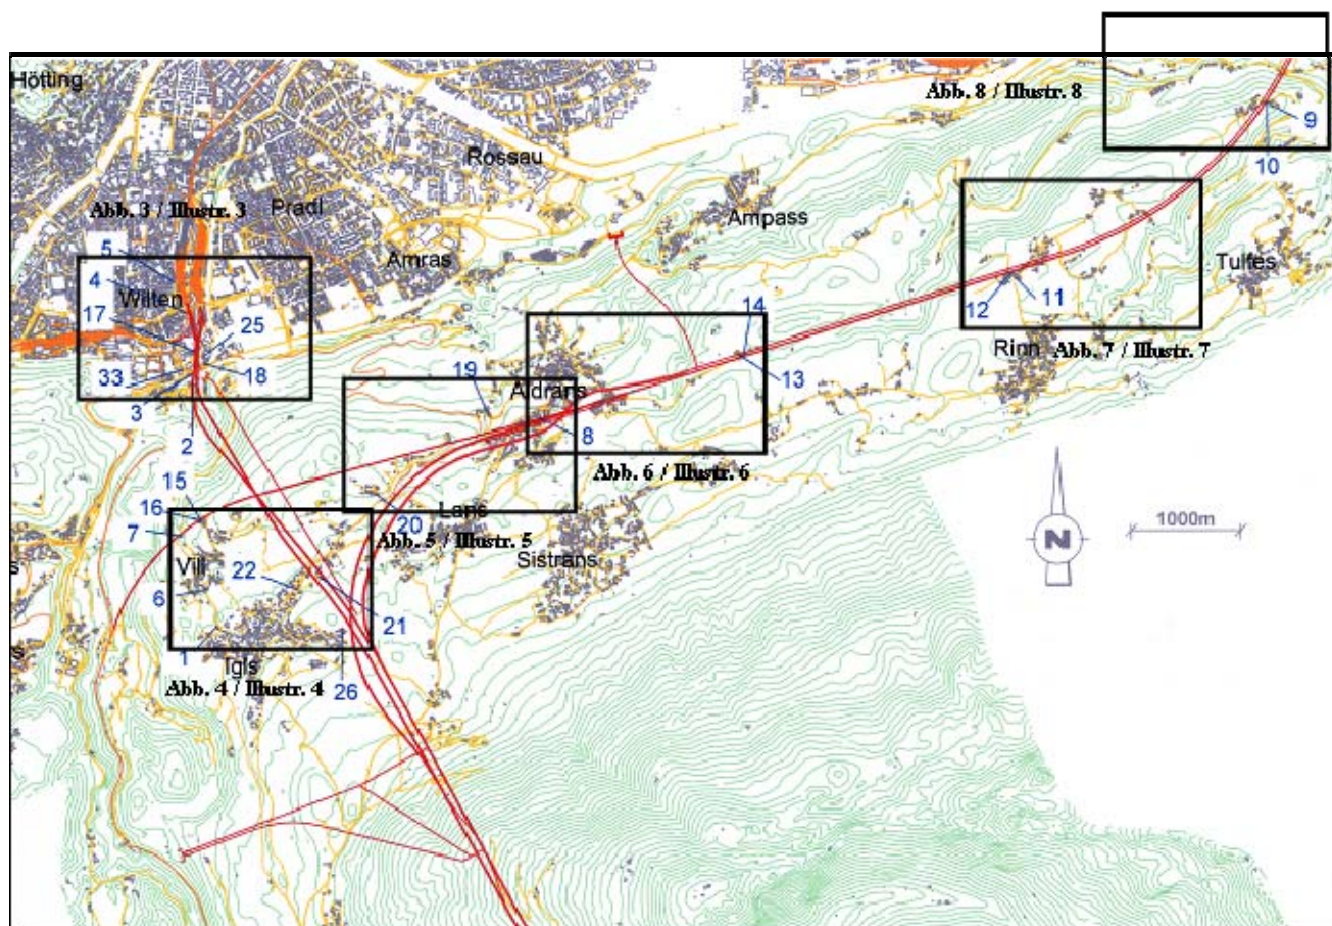 Hötting
Abb. 8 / Illustr. 8
9
10
Rossau
Abb. 3 / Illustr. 3
Pradl
Ampass
5
Amras
Tulfes
4
Wilten
12
11
17
25
14
Rinn
Abb. 7 / Illustr. 7
33
18
19
Aldrans
13
3
2
8
15
Abb. 6 / Illustr. 6
16
20
Lans
1000m
7
Abb. 5 / Illustr. 5
N
Vill
22
Sistrans
s
6
21
1
Igls
s
Abb. 4 / Illustr. 4
26